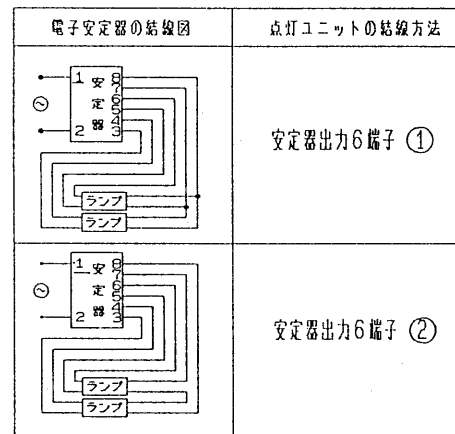 電子安定器の結線図
点灯ユニットの結線方法
1 安 8
7
定 6
5
4
2 器 3
ランプ
ランプ
安定器出力6端子 ①
1 安 8
7
定 6
5
4
2 器 3
ランプ
ランプ
安定器出力6端子 ②